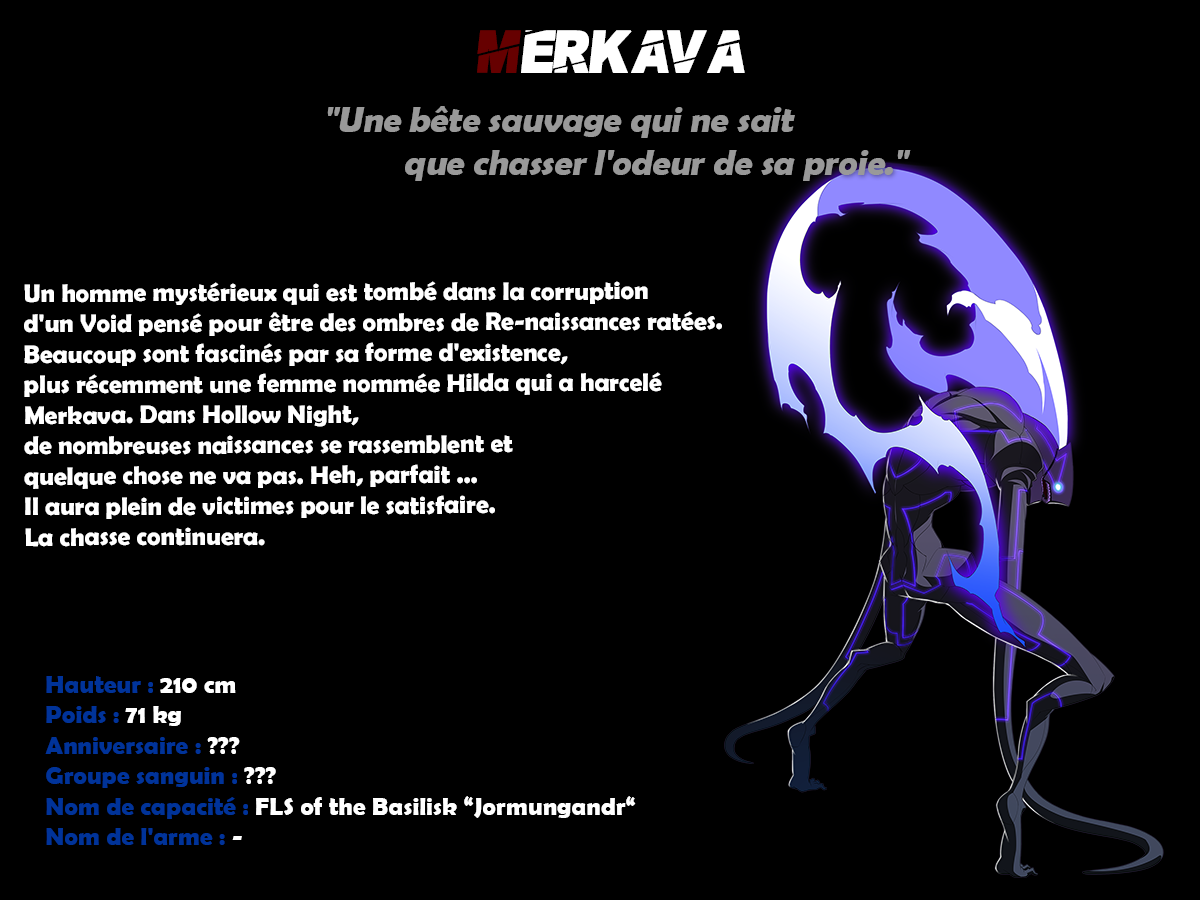 MERKAVA
"Une bête sauvage qui ne sait
que chasser l'odeur de sa proie."
Un homme mystérieux qui est tombé dans la corruption
d'un Void pensé pour être des ombres de Re-naissances ratées.
Beaucoup sont fascinés par sa forme d'existence,
plus récemment une femme nommée Hilda qui a harcelé
Merkava. Dans Hollow Night,
de nombreuses naissances se rassemblent et
quelque chose ne va pas. Heh, parfait ...
Il aura plein de victimes pour le satisfaire.
La chasse continuera.
Hauteur : 210 cm
Poids : 71 kg
Anniversaire : ???
Groupe sanguin : ???
Nom de capacité : FLS of the Basilisk “Jormungandr“
Nom de l'arme : -